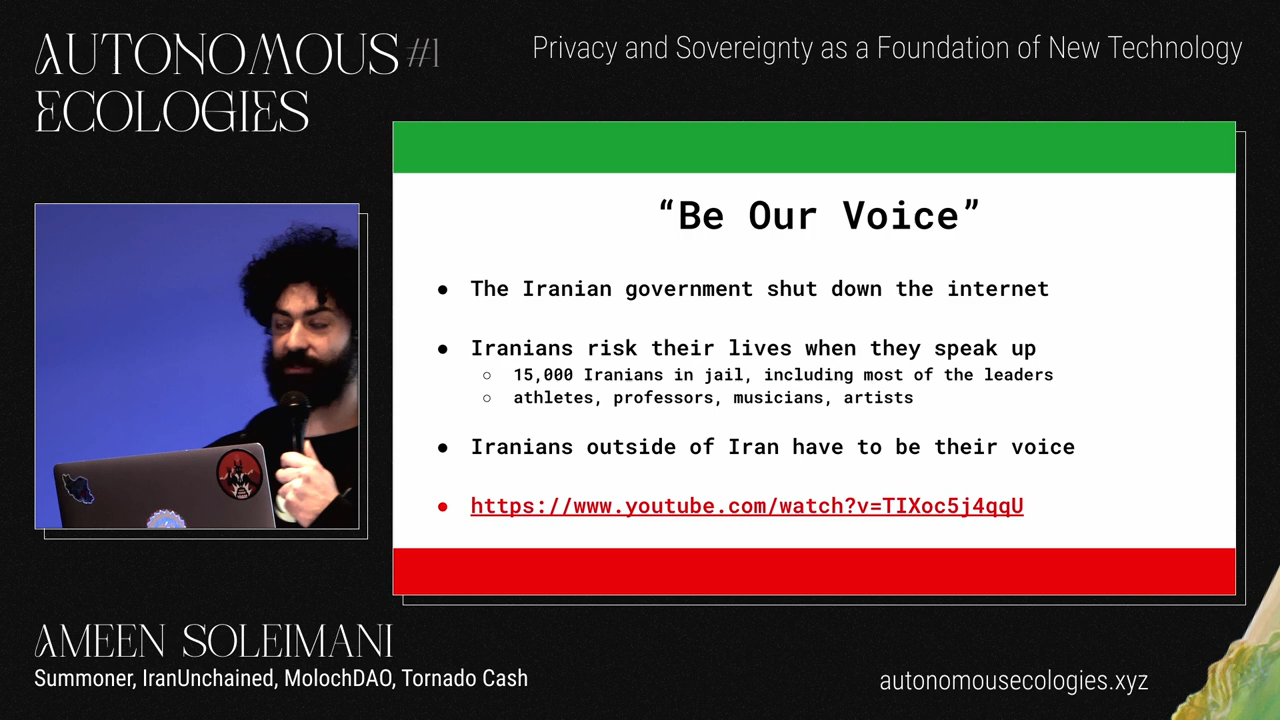 AUTONOMOUS #1
ECOLOGIES
Privacy and Sovereignty as a Foundation of New Technology
“Be Our Voice”
● The Iranian government shut down the internet
● Iranians risk their lives when they speak up
○ 15,000 Iranians in jail, including most of the leaders
○ athletes, professors, musicians, artists
● Iranians outside of Iran have to be their voice
● https://www.youtube.com/watch?v=TIXoc5j4qqU
AMEEN SOLEIMANI
Summoner, IranUnchained, MolochDAO, Tornado Cash
autonomousecologies.xyz